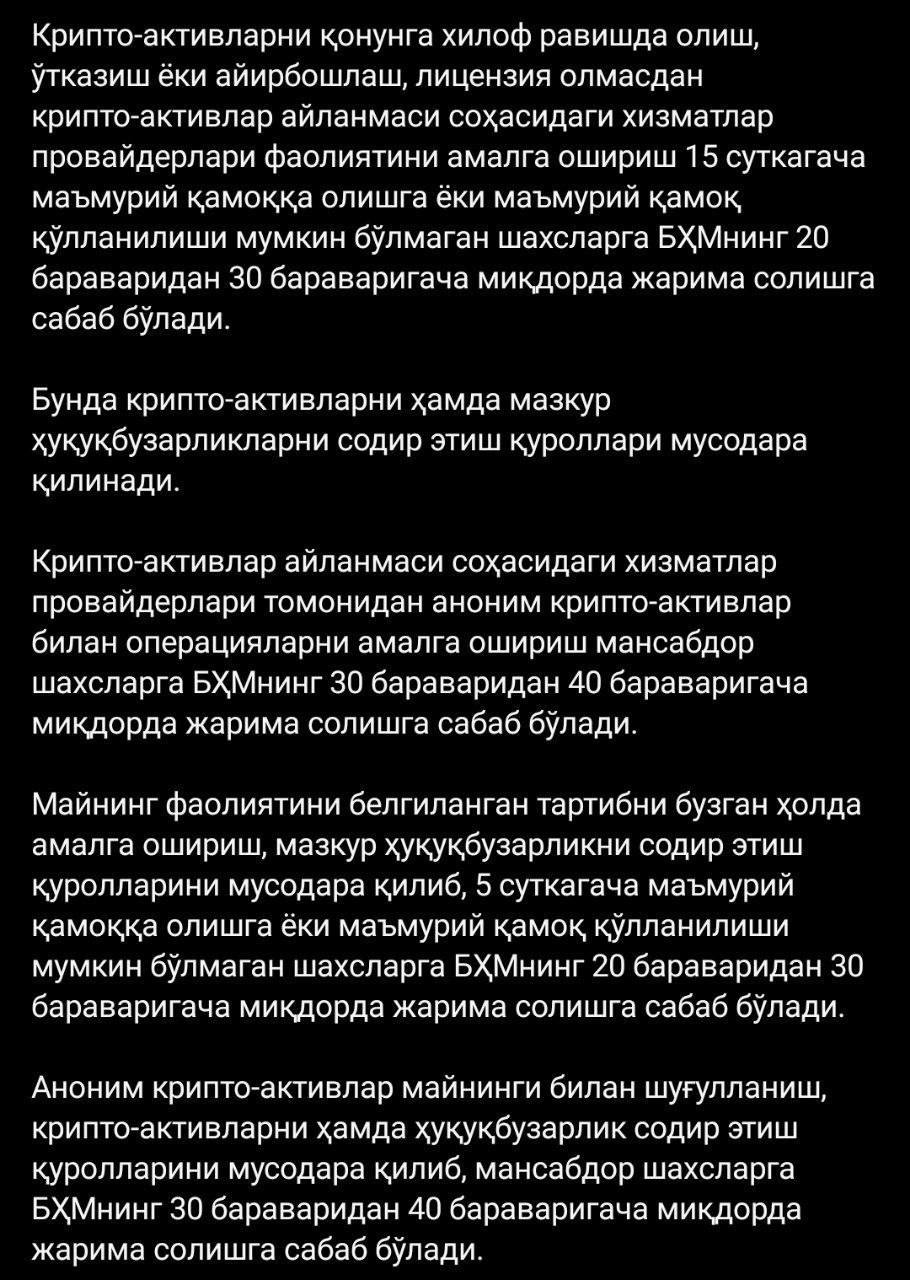 Крипто-активларни қонунга хилоф равишда олиш,
ўтказиш ёки айирбошлаш, лицензия олмасдан
крипто-активлар айланмаси соҳасидаги хизматлар
провайдерлари фаолиятини амалга ошириш 15 суткагача
маъмурий қамоққа олишга ёки маъмурий қамоқ
қўлланилиши мумкин бўлмаган шахсларга БҲМнинг 20
бараваридан 30 бараваригача миқдорда жарима солишга
сабаб бўлади.

Бунда крипто-активларни ҳамда мазкур
ҳуқуқбузарликларни содир этиш қуроллари мусодара
қилинади.

Крипто-активлар айланмаси соҳасидаги хизматлар
провайдерлари томонидан аноним крипто-активлар
билан операцияларни амалга ошириш мансабдор
шахсларга БҲМнинг 30 бараваридан 40 бараваригача
миқдорда жарима солишга сабаб бўлади.

Майнинг фаолиятини белгиланган тартибни бузган ҳолда
амалга ошириш, мазкур ҳуқуқбузарликни содир этиш
қуролларини мусодара қилиб, 5 суткагача маъмурий
қамоққа олишга ёки маъмурий қамоқ қўлланилиши
мумкин бўлмаган шахсларга БҲМнинг 20 бараваридан 30
бараваригача миқдорда жарима солишга сабаб бўлади.

Аноним крипто-активлар майнинги билан шуғулланиш,
крипто-активларни ҳамда ҳуқуқбузарлик содир этиш
қуролларини мусодара қилиб, мансабдор шахсларга
БҲМнинг 30 бараваридан 40 бараваригача миқдорда
жарима солишга сабаб бўлади.